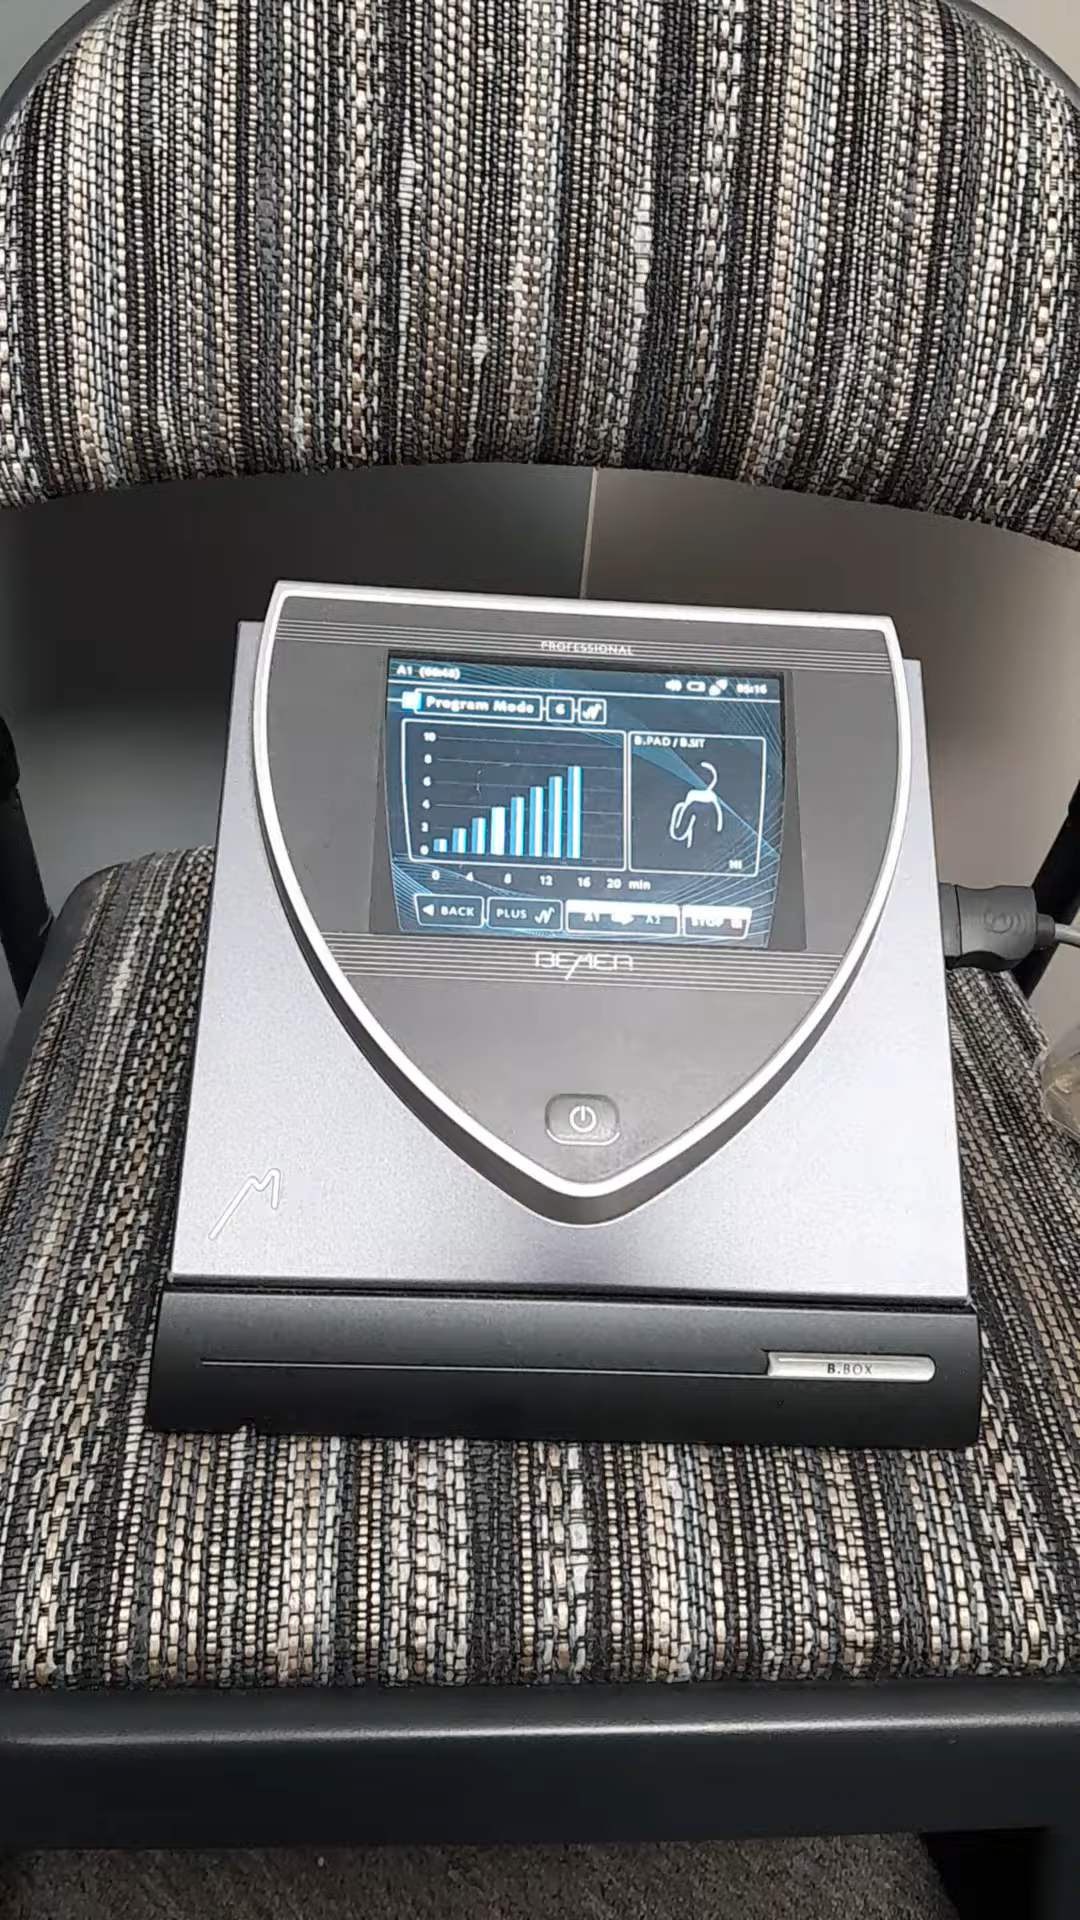 PROFESSIONAL
A1
Program Mode 6
10
8
6
4
2
0
B.PAD / B.SIT
0 4 8 12 16 20 min
BACK PLUS A1 A2 STOP
BEMER
B.BOX